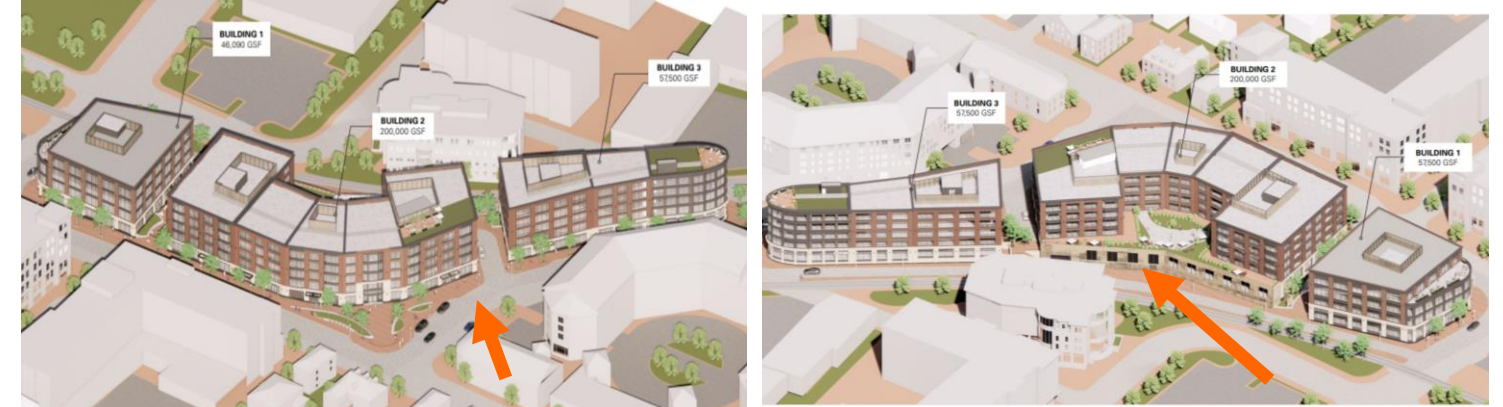 BUILDING 1
46,090 GSF
BUILDING 2
200,000 GSF
BUILDING 3
57,500 GSF
BUILDING 3
57,500 GSF
BUILDING 2
200,000 GSF
BUILDING 1
57,500 GSF